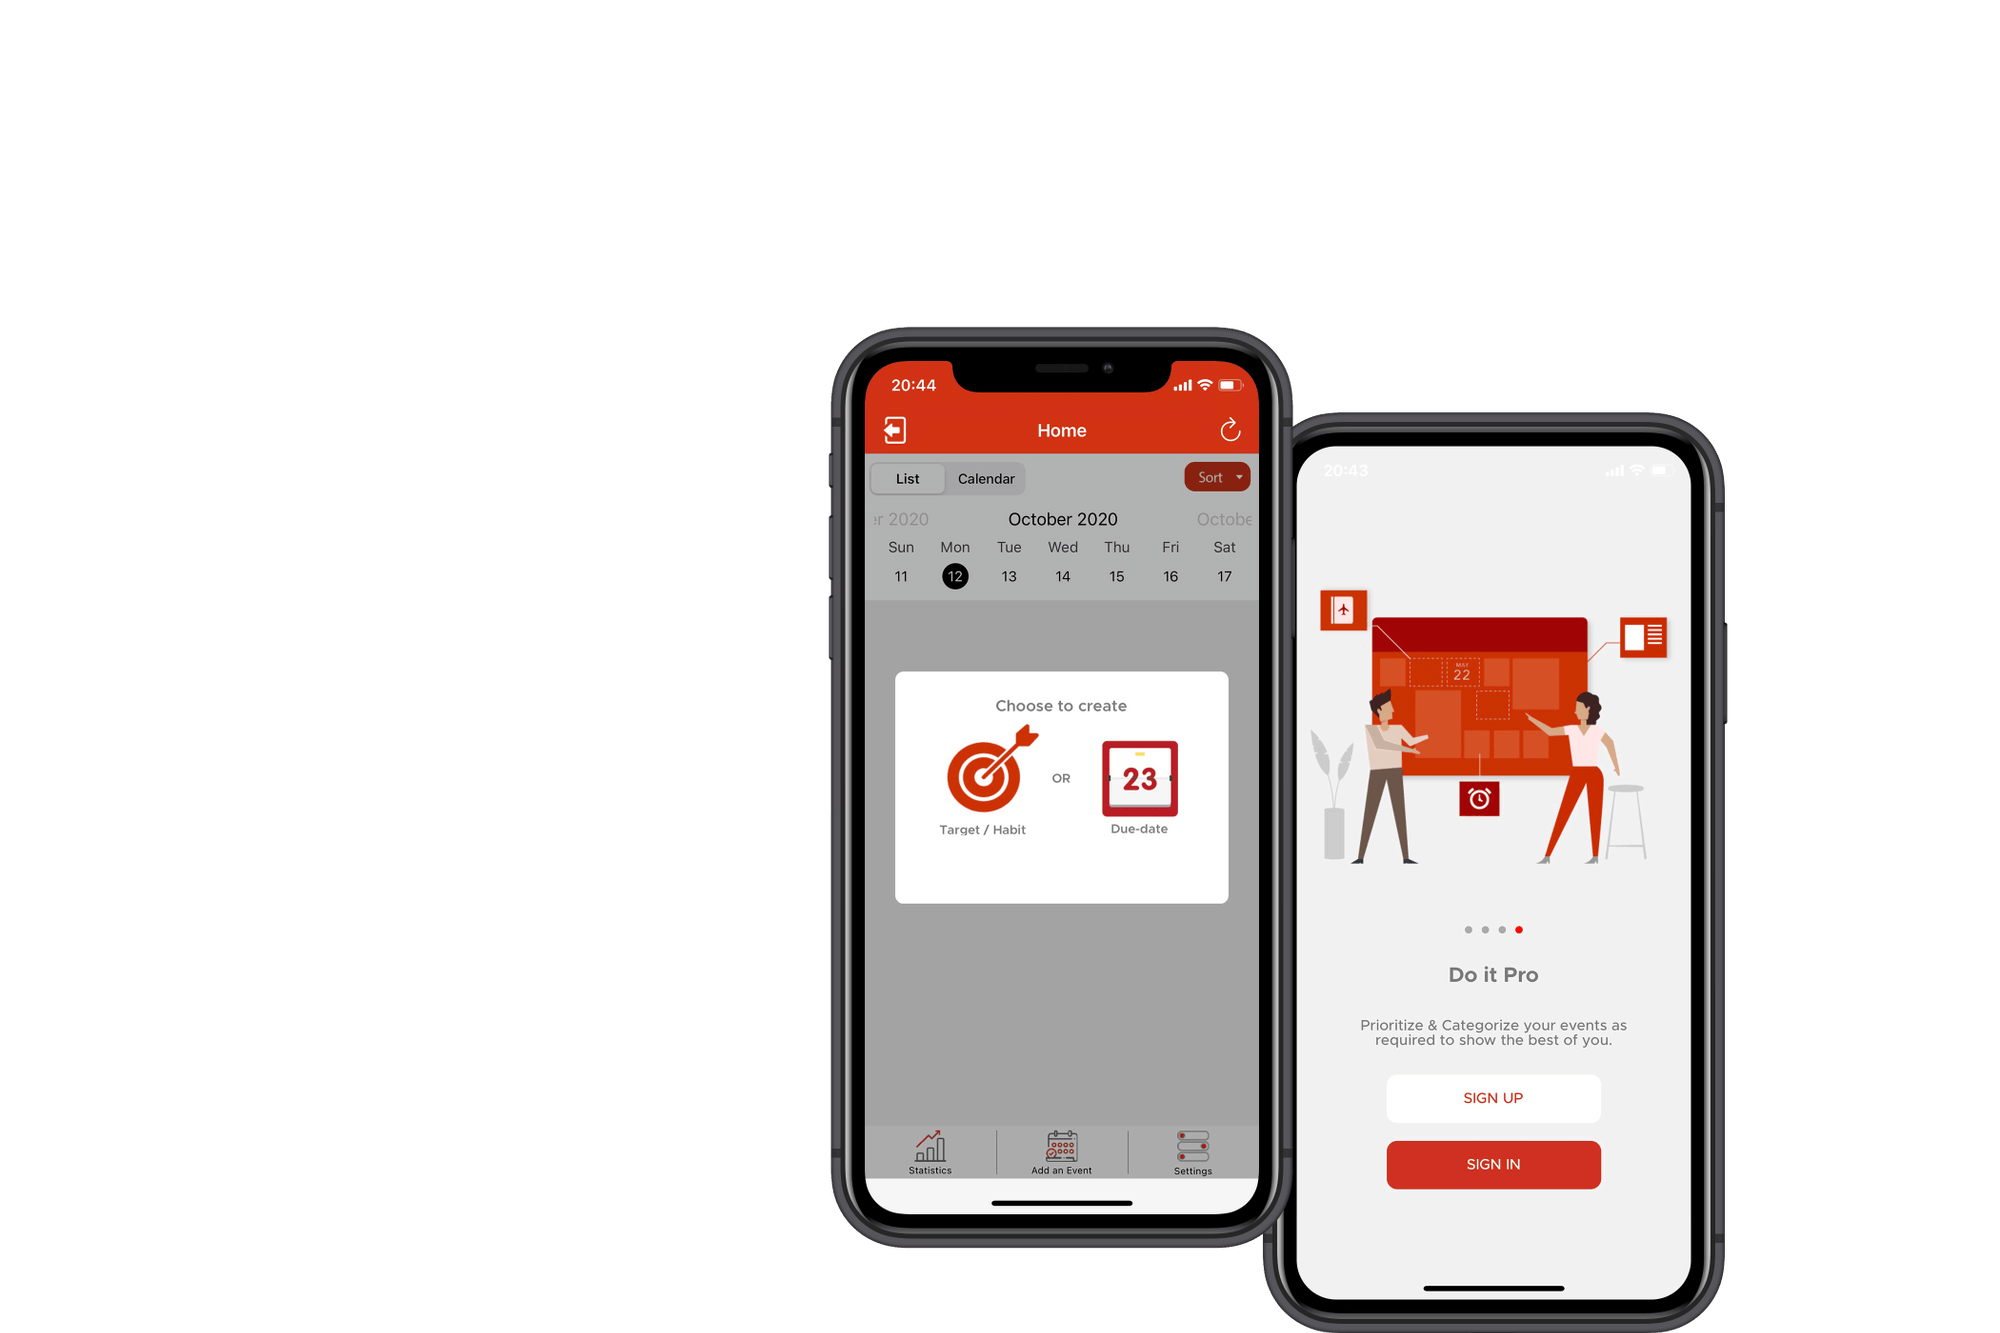 20:44
Home
List Calendar Sort
er 2020 October 2020 Octobe
Sun Mon Tue Wed Thu Fri Sat
11 12 13 14 15 16 17
Choose to create
23
OR
Target / Habit Due-date
Statistics Add an Event Settings
20:43
MAY
22
Do it Pro
Prioritize & Categorize your events as
required to show the best of you.
SIGN UP
SIGN IN